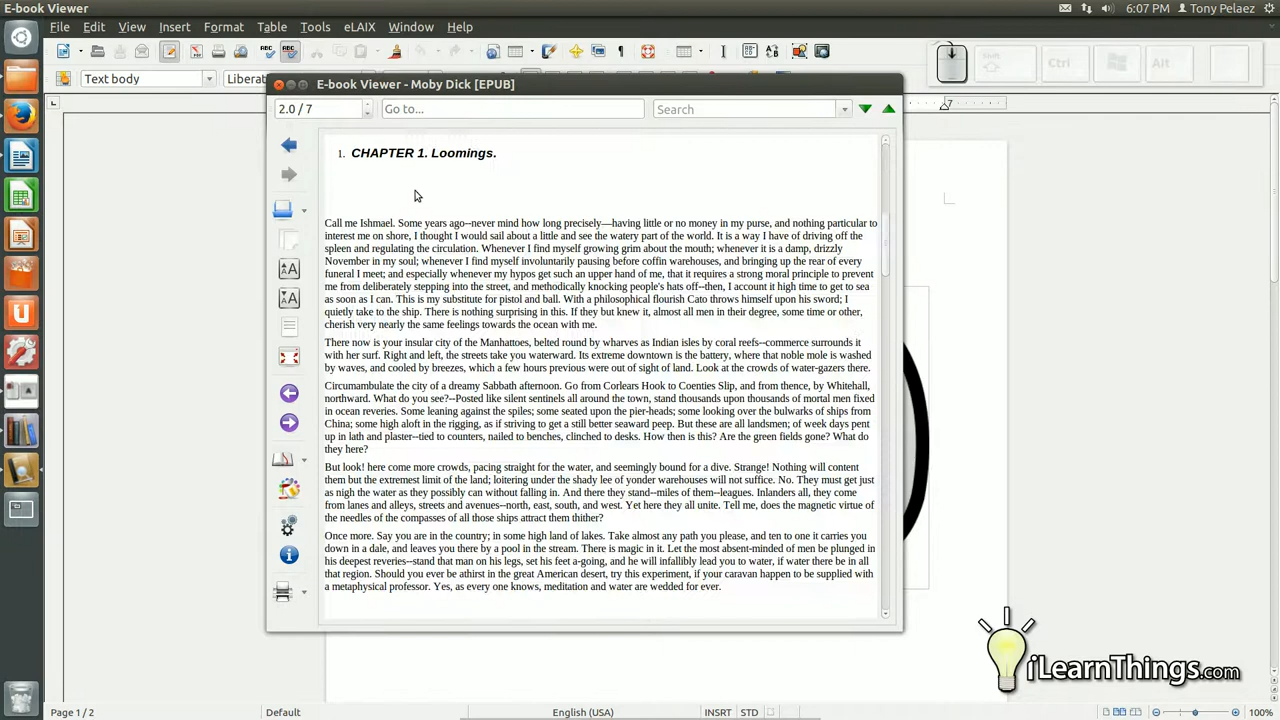 E-book Viewer
6:07 PM Tony Pelaez
File Edit View Insert Format Table Tools eLAIX Window Help
Shift Ctrl Alt
Text body
Liberat
E-book Viewer - Moby Dick [EPUB]
2.0 / 7 Go to... Search
7
1. CHAPTER 1. Loomings.
Call me Ishmael. Some years ago--never mind how long precisely—having little or no money in my purse, and nothing particular to
interest me on shore, I thought I would sail about a little and see the watery part of the world. It is a way I have of driving off the
spleen and regulating the circulation. Whenever I find myself growing grim about the mouth; whenever it is a damp, drizzly
November in my soul; whenever I find myself involuntarily pausing before coffin warehouses, and bringing up the rear of every
funeral I meet; and especially whenever my hypos get such an upper hand of me, that it requires a strong moral principle to prevent
me from deliberately stepping into the street, and methodically knocking people's hats off--then, I account it high time to get to sea
as soon as I can. This is my substitute for pistol and ball. With a philosophical flourish Cato throws himself upon his sword; I
quietly take to the ship. There is nothing surprising in this. If they but knew it, almost all men in their degree, some time or other,
cherish very nearly the same feelings towards the ocean with me.
There now is your insular city of the Manhattoes, belted round by wharves as Indian isles by coral reefs--commerce surrounds it
with her surf. Right and left, the streets take you waterward. Its extreme downtown is the battery, where that noble mole is washed
by waves, and cooled by breezes, which a few hours previous were out of sight of land. Look at the crowds of water-gazers there.
Circumambulate the city of a dreamy Sabbath afternoon. Go from Corlears Hook to Coenties Slip, and from thence, by Whitehall,
northward. What do you see?--Posted like silent sentinels all around the town, stand thousands upon thousands of mortal men fixed
in ocean reveries. Some leaning against the spiles; some seated upon the pier-heads; some looking over the bulwarks of ships from
China; some high aloft in the rigging, as if striving to get a still better seaward peep. But these are all landsmen; of week days pent
up in lath and plaster--tied to counters, nailed to benches, clinched to desks. How then is this? Are the green fields gone? What do
they here?
But look! here come more crowds, pacing straight for the water, and seemingly bound for a dive. Strange! Nothing will content
them but the extremest limit of the land; loitering under the shady lee of yonder warehouses will not suffice. No. They must get just
as nigh the water as they possibly can without falling in. And there they stand--miles of them--leagues. Inlanders all, they come
from lanes and alleys, streets and avenues--north, east, south, and west. Yet here they all unite. Tell me, does the magnetic virtue of
the needles of the compasses of all those ships attract them thither?
Once more. Say you are in the country; in some high land of lakes. Take almost any path you please, and ten to one it carries you
down in a dale, and leaves you there by a pool in the stream. There is magic in it. Let the most absent-minded of men be plunged in
his deepest reveries--stand that man on his legs, set his feet a-going, and he will infallibly lead you to water, if water there be in all
that region. Should you ever be athirst in the great American desert, try this experiment, if your caravan happen to be supplied with
a metaphysical professor. Yes, as every one knows, meditation and water are wedded for ever.
iLearnThings.com
Page 1 / 2 Default English (USA) INSRT STD 100%